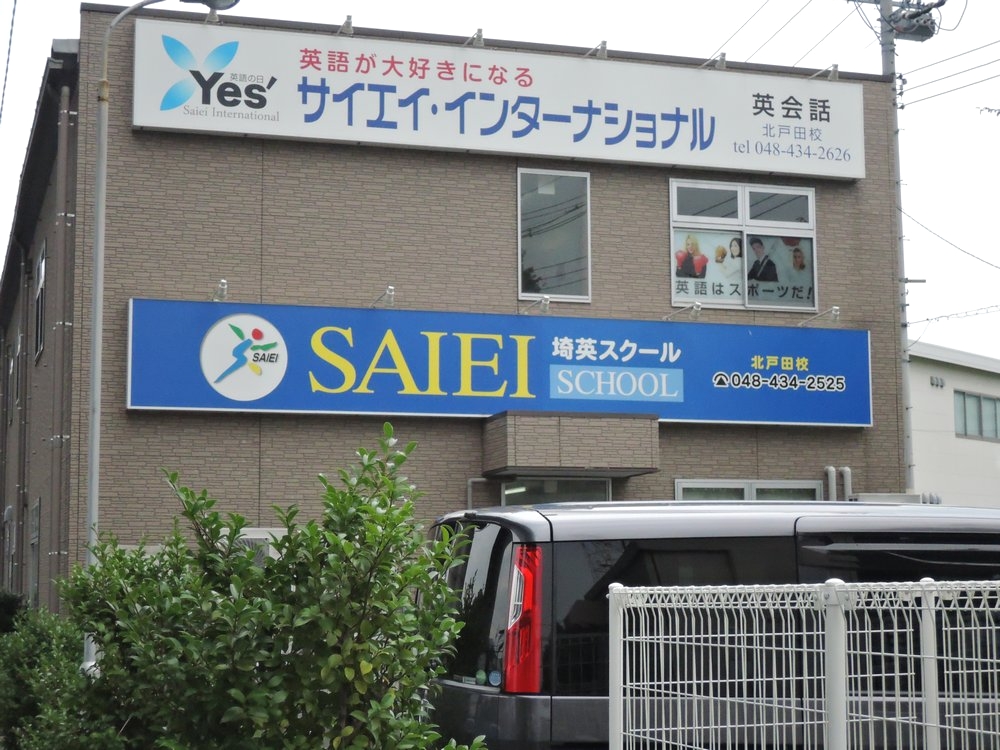 英語の日
Yes'
Saiei International
英語が大好きになる
サイエイ・インターナショナル
英会話
北戸田校
tel 048-434-2626
英語はスポーツだ!
SAIEI
SAIEI
埼英スクール
SCHOOL
北戸田校
☎048-434-2525